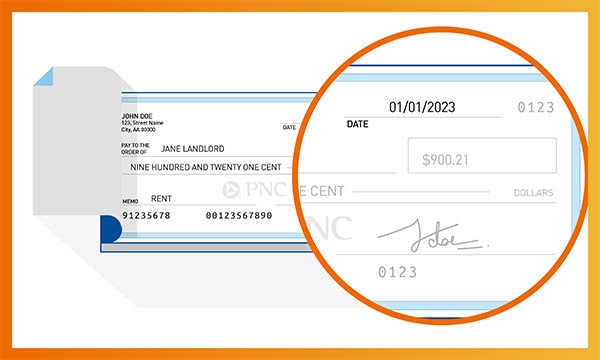 JOHN DOE
123, Street Name
City, AA 00000
DATE
01/01/2023
0123
DATE
PAY TO THE
ORDER OF
JANE LANDLORD
$900.21
NINE HUNDRED AND TWENTY ONE CENT
E CENT
DOLLARS
PNC
NC
MEMO RENT
J doe
91235678 00123567890
0123